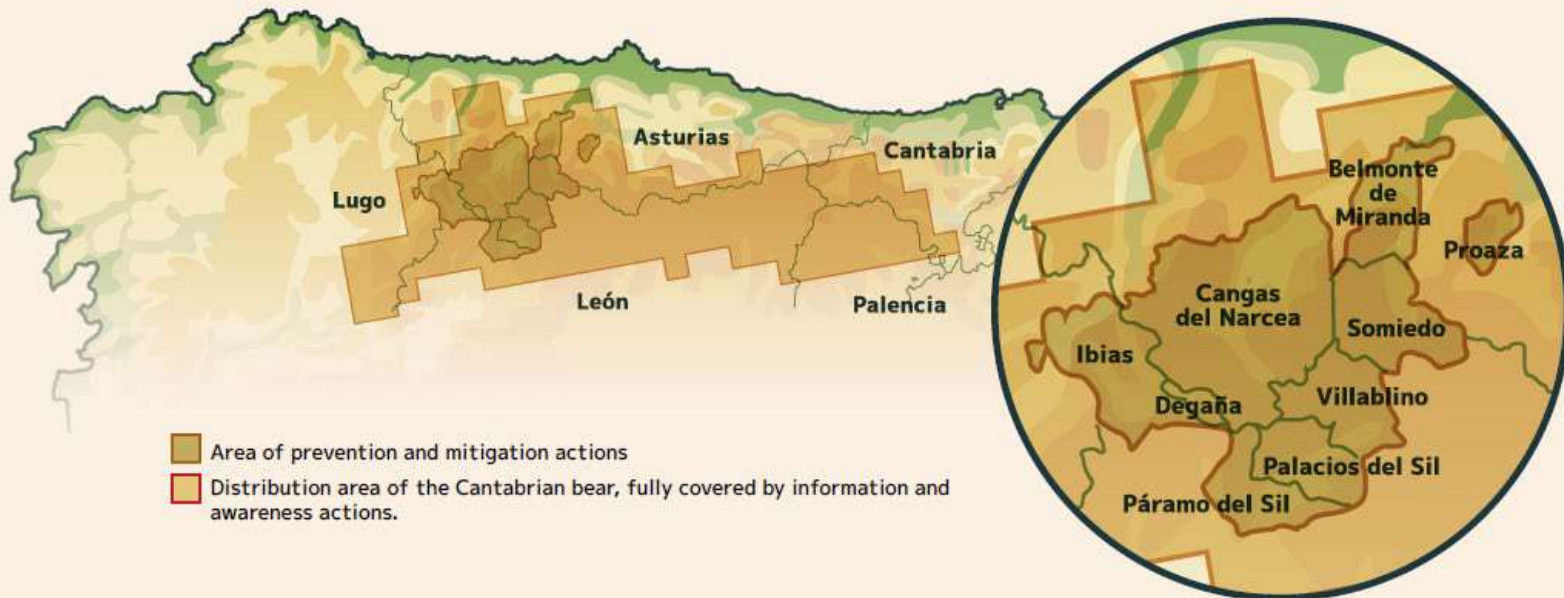 Asturias
Cantabria
Lugo
León
Palencia
Belmonte
de
Miranda
Proaza
Cangas
del Narcea
Somiedo
Ibias
Degaña
Villablino
Palacios del Sil
Páramo del Sil
Area of prevention and mitigation actions
Distribution area of the Cantabrian bear, fully covered by information and
awareness actions.